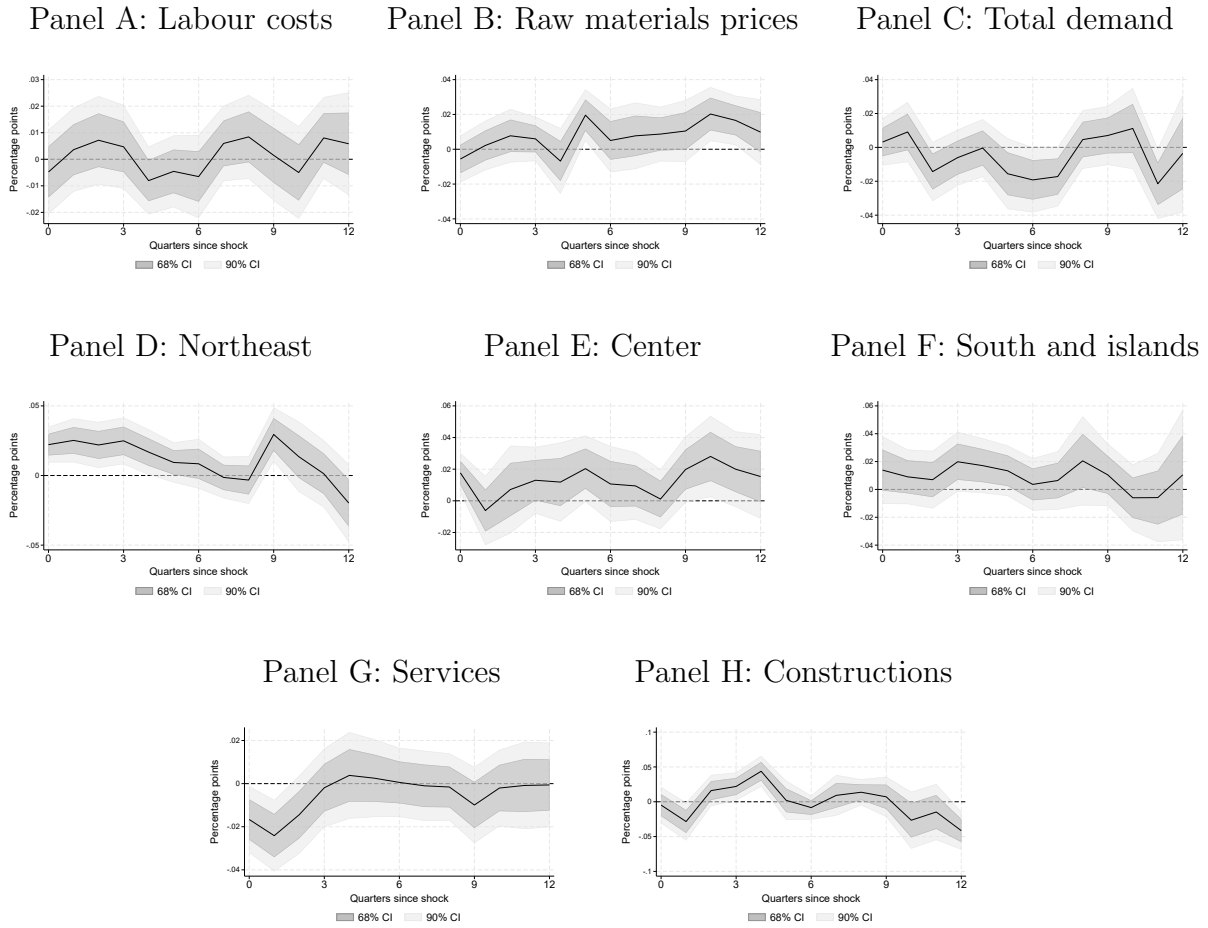 Panel A: Labour costs
Panel B: Raw materials prices
Panel C: Total demand
Percentage points
.03
.02
.01
0
-.01
-.02
0 3 6 9 12
Quarters since shock
68% CI 90% CI
Percentage points
.04
.02
0
-.02
-.04
0 3 6 9 12
Quarters since shock
68% CI 90% CI
Percentage points
.04
.02
0
-.02
-.04
0 3 6 9 12
Quarters since shock
68% CI 90% CI
Panel D: Northeast
Panel E: Center
Panel F: South and islands
Percentage points
.05
0
-.05
0 3 6 9 12
Quarters since shock
68% CI 90% CI
Percentage points
.06
.04
.02
0
-.02
0 3 6 9 12
Quarters since shock
68% CI 90% CI
Percentage points
.06
.04
.02
0
-.02
-.04
0 3 6 9 12
Quarters since shock
68% CI 90% CI
Panel G: Services
Panel H: Constructions
Percentage points
.02
0
-.02
-.04
0 3 6 9 12
Quarters since shock
68% CI 90% CI
Percentage points
.1
.05
0
-.05
-.1
0 3 6 9 12
Quarters since shock
68% CI 90% CI